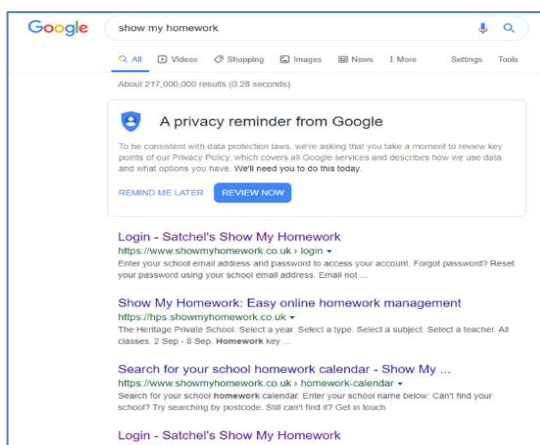 Google show my homework
All Videos Shopping Images News More Settings Tools
About 217,000,000 results (0.28 seconds)
A privacy reminder from Google
To be consistent with data protection laws, we're asking that you take a moment to review key
points of our Privacy Policy, which covers all Google services and describes how we use data
and what options you have. We'll need you to do this today.
REMIND ME LATER REVIEW NOW
Login - Satchel's Show My Homework
https://www.showmyhomework.co.uk › login
Enter your school email address and password to access your account. Forgot password? Reset
your password using your school email address. Email not ...
Show My Homework: Easy online homework management
https://hps.showmyhomework.co.uk
The Heritage Private School. Select a year. Select a type. Select a subject. Select a teacher. All
classes. 2 Sep - 8 Sep. Homework key ...
Search for your school homework calendar - Show My ...
https://www.showmyhomework.co.uk › homework-calendar
Search for your school homework calendar. Enter your school name below: Can't find your
school? Try searching by postcode. Still can't find it? Get in touch.
Login - Satchel's Show My Homework